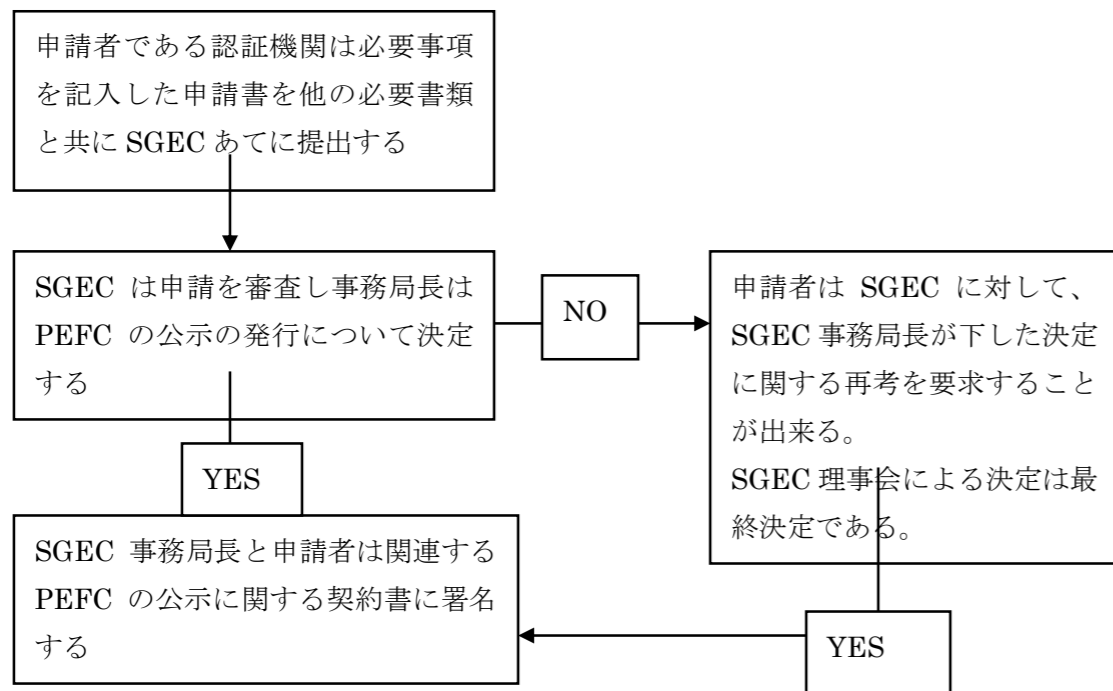 申請者である認証機関は必要事項
を記入した申請書を他の必要書類
と共に SGEC あてに提出する
SGEC は申請を審査し事務局長は
PEFC の公示の発行について決定
する
NO
申請者は SGEC に対して、
SGEC 事務局長が下した決定
に関する再考を要求すること
が出来る。
SGEC 理事会による決定は最
終決定である。
YES
SGEC 事務局長と申請者は関連する
PEFC の公示に関する契約書に署名
する
YES